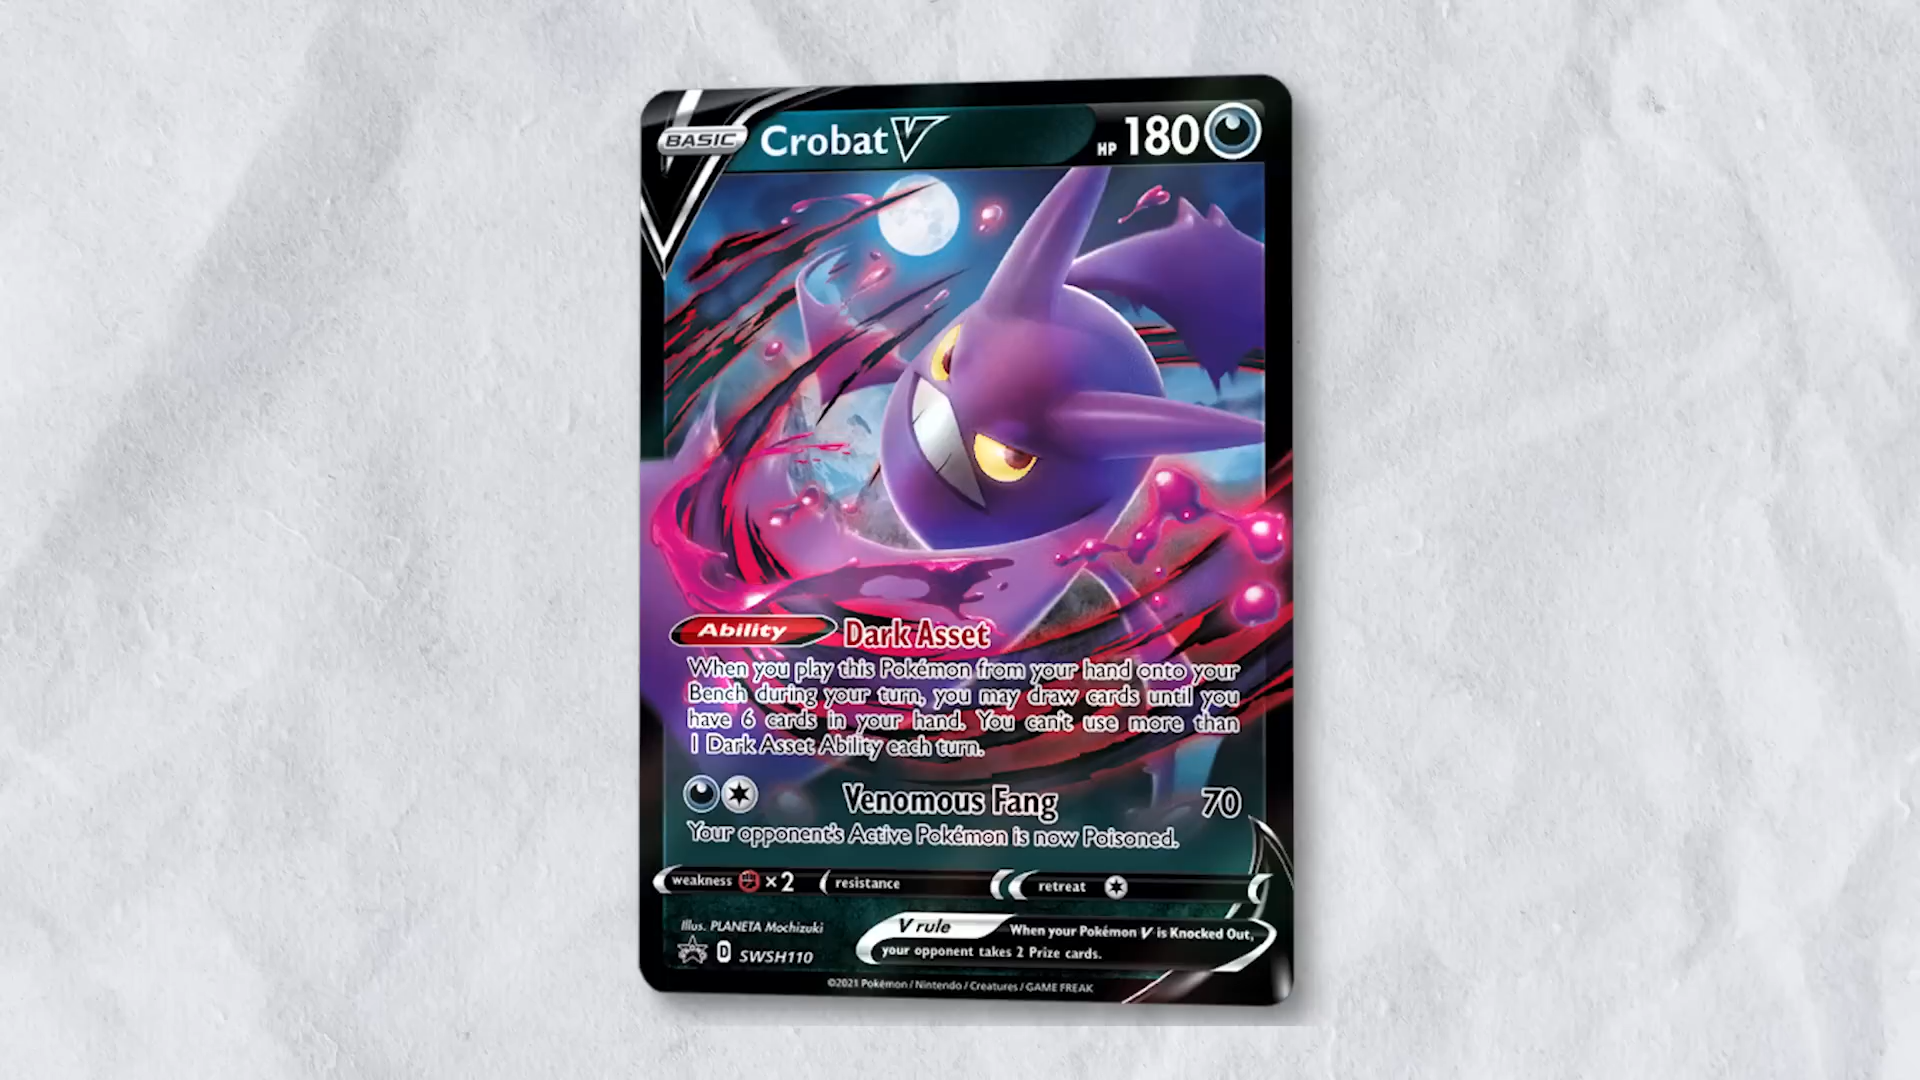 BASIC Crobat V HP 180
Ability Dark Asset
When you play this Pokémon from your hand onto your
Bench during your turn, you may draw cards until you
have 6 cards in your hand. You can't use more than
1 Dark Asset Ability each turn.
Venomous Fang 70
Your opponent's Active Pokémon is now Poisoned.
weakness ×2 resistance retreat
Illus. PLANETA Mochizuki
D SWSH110
V rule When your Pokémon V is Knocked Out,
your opponent takes 2 Prize cards.
©2021 Pokémon / Nintendo / Creatures / GAME FREAK